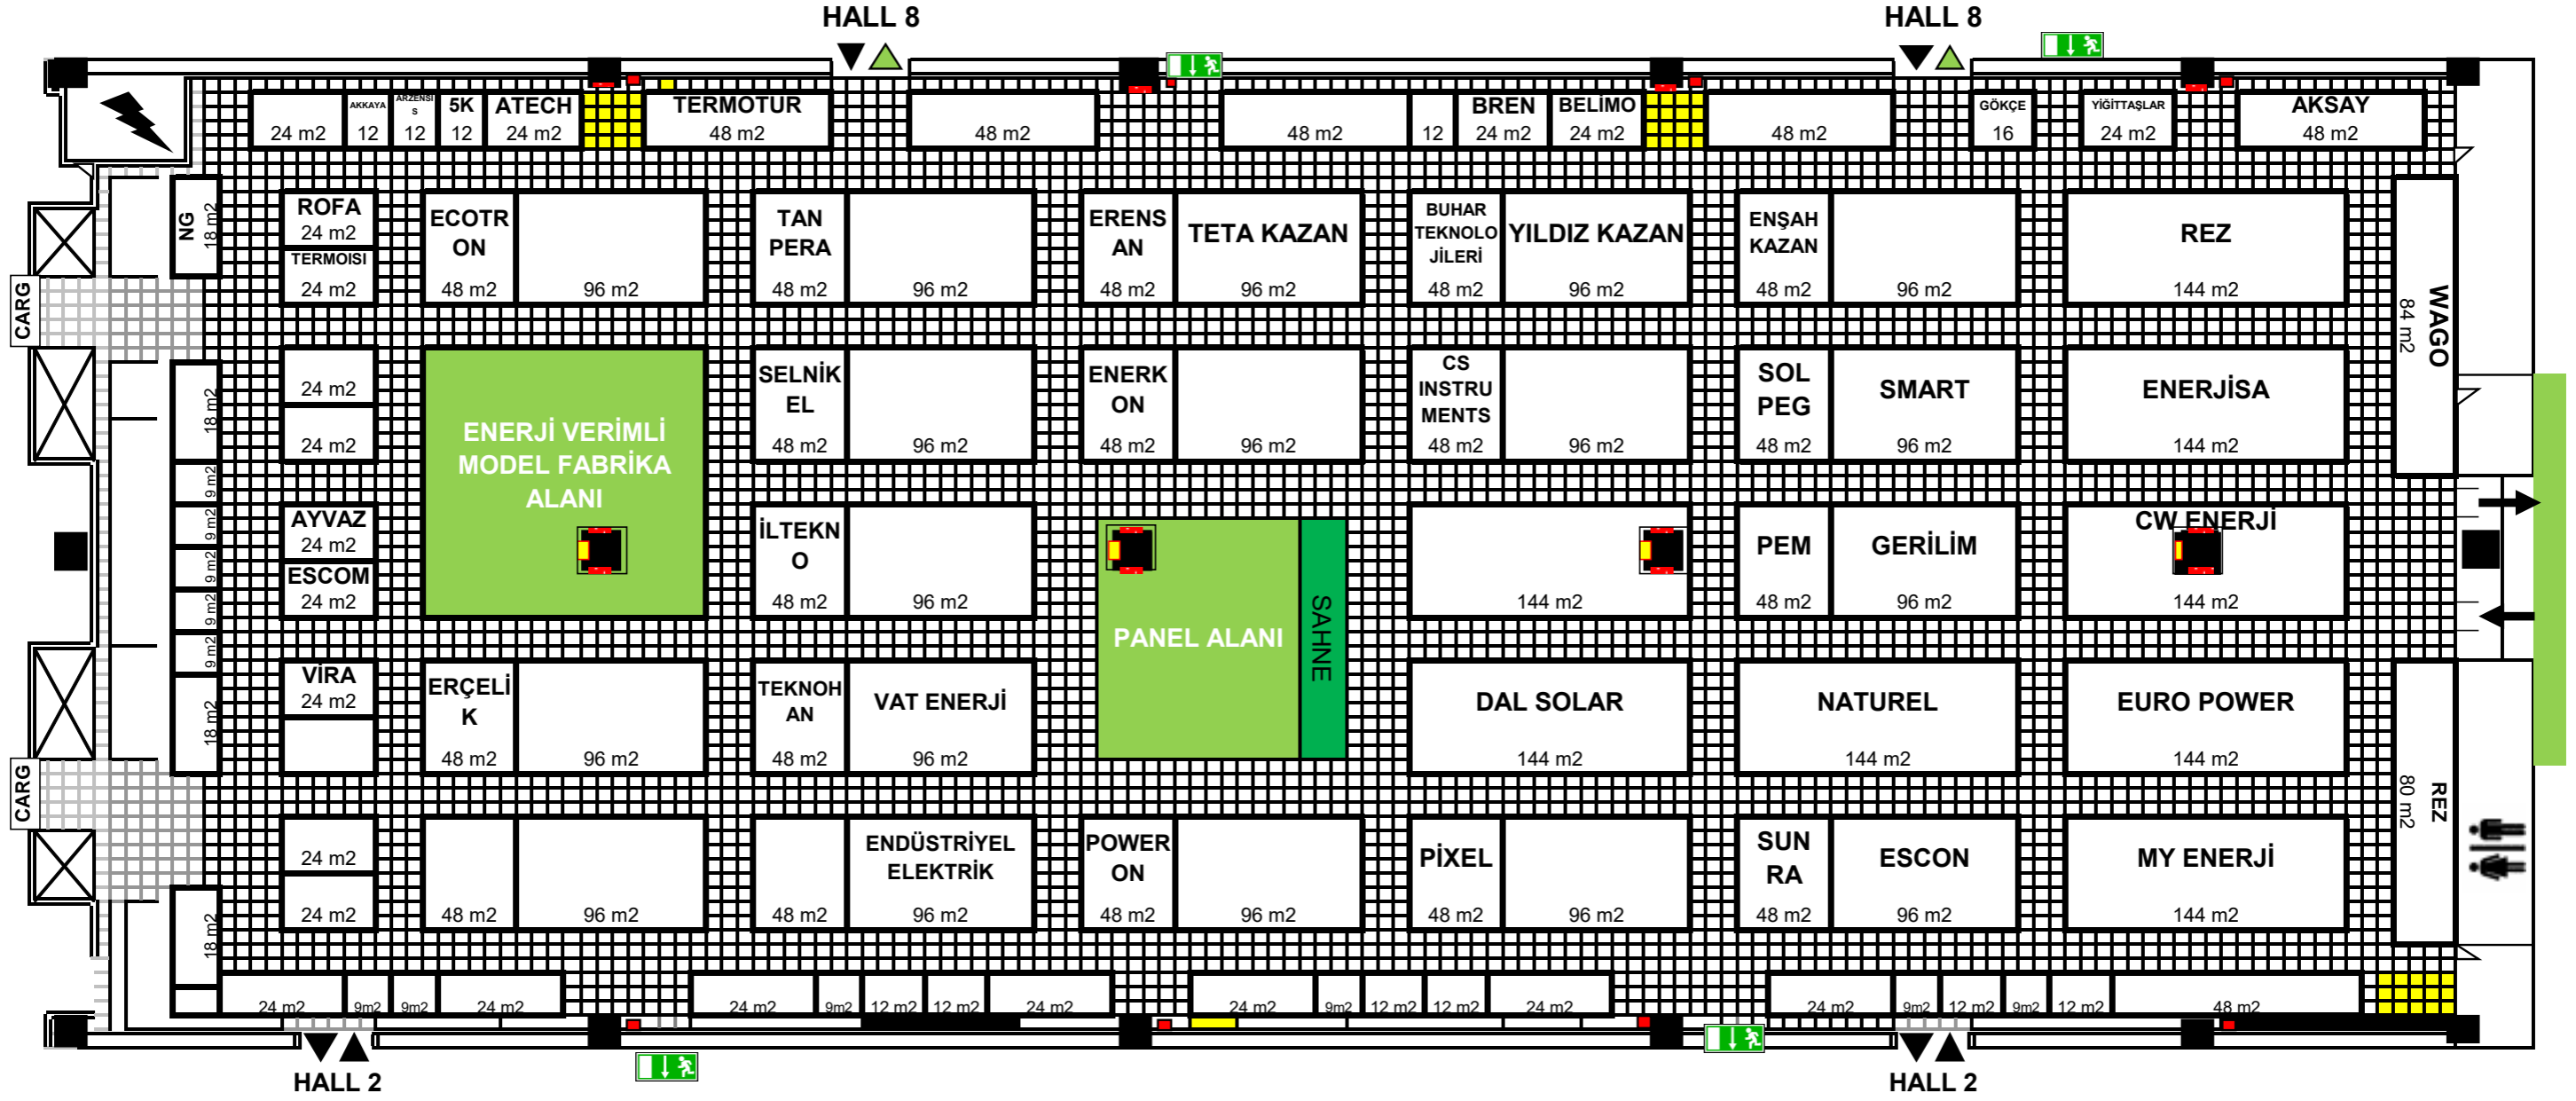 HALL 8
HALL 8
24 m2
AKKAYA
12
ARZENSİ
S
12
5K
12
ATECH
24 m2
TERMOTUR
48 m2
48 m2
48 m2
12
BREN
24 m2
BELİMO
24 m2
48 m2
GÖKÇE
16
YİĞİTTAŞLAR
24 m2
AKSAY
48 m2
NG
18 m2
ROFA
24 m2
TERMOISI
24 m2
ECOTR
ON
48 m2
96 m2
TAN
PERA
48 m2
96 m2
ERENS
AN
48 m2
TETA KAZAN
96 m2
BUHAR
TEKNOLO
JİLERİ
48 m2
YILDIZ KAZAN
96 m2
ENŞAH
KAZAN
48 m2
96 m2
REZ
144 m2
WAGO
84 m2
CARG
18 m2
24 m2
24 m2
ENERJİ VERİMLİ
MODEL FABRİKA
ALANI
SELNİK
EL
48 m2
96 m2
ENERK
ON
48 m2
96 m2
CS
INSTRU
MENTS
48 m2
96 m2
SOL
PEG
48 m2
SMART
96 m2
ENERJİSA
144 m2
9 m2
9 m2
9 m2
9 m2
9 m2
AYVAZ
24 m2
ESCOM
24 m2
İLTEKN
O
48 m2
96 m2
PANEL ALANI
SAHNE
144 m2
PEM
48 m2
GERİLİM
96 m2
CW ENERJİ
144 m2
18 m2
VİRA
24 m2
ERÇELİ
K
48 m2
96 m2
TEKNOH
AN
48 m2
VAT ENERJİ
96 m2
DAL SOLAR
144 m2
NATUREL
144 m2
EURO POWER
144 m2
REZ
80 m2
CARG
18 m2
24 m2
24 m2
48 m2
96 m2
48 m2
ENDÜSTRİYEL
ELEKTRİK
96 m2
POWER
ON
48 m2
96 m2
PİXEL
48 m2
96 m2
SUN
RA
48 m2
ESCON
96 m2
MY ENERJİ
144 m2
24 m2
9m2
9m2
24 m2
24 m2
9m2
12 m2
12 m2
24 m2
24 m2
9m2
12 m2
12 m2
24 m2
24 m2
9m2
12 m2
9m2
12 m2
48 m2
HALL 2
HALL 2